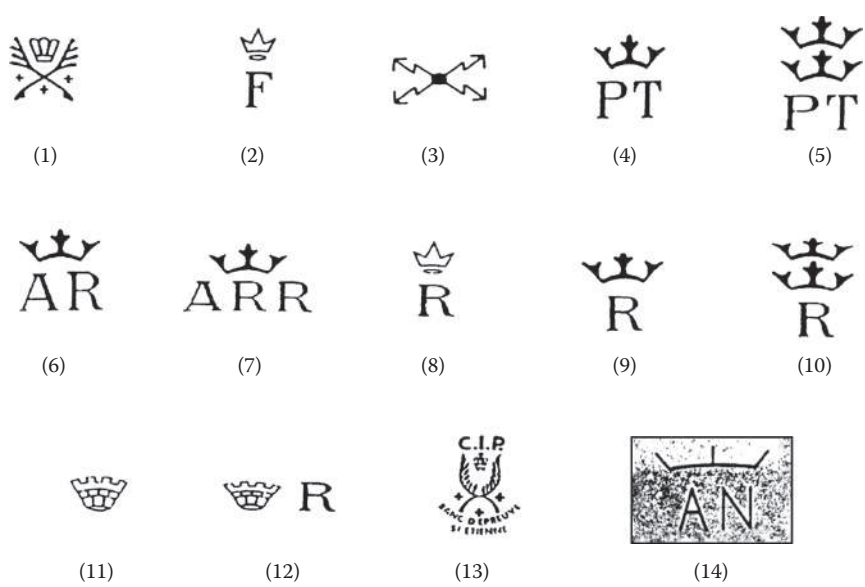 F
PT
PT
(1) (2) (3) (4) (5)
AR
ARR
R
R
R
(6) (7) (8) (9) (10)
R
C.I.P.
BANC D'EPREUVE
ST ETIENNE
AN
(11) (12) (13) (14)